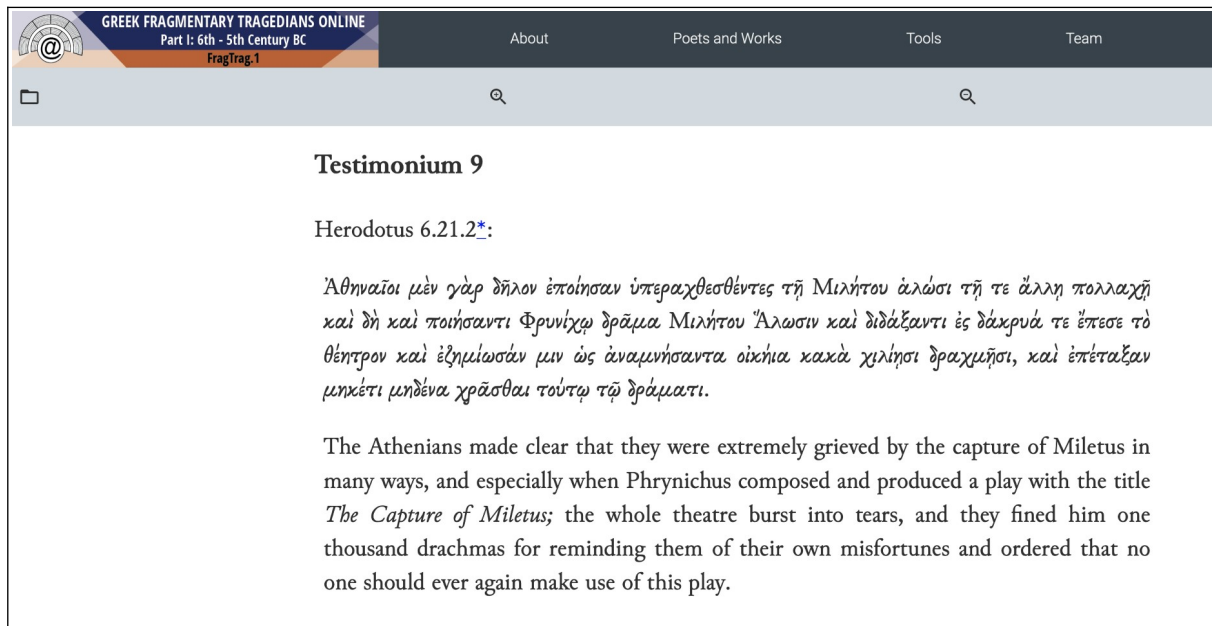 GREEK FRAGMENTARY TRAGEDIANS ONLINE
Part I: 6th - 5th Century BC
FragTrag.1
@
About
Poets and Works
Tools
Team
Testimonium 9
Herodotus 6.21.2*:
Ἀθηναῖοι μὲν γὰρ δῆλον ἐποίησαν ὑπεραχθεσθέντες τῇ Μιλήτου ἁλώσι τῇ τε ἄλλῃ πολλαχῇ
καὶ δὴ καὶ ποιήσαντι Φρυνίχῳ δρᾶμα Μιλήτου Ἅλωσιν καὶ διδάξαντι ἐς δάκρυά τε ἔπεσε τὸ
θέητρον καὶ ἐζημίωσάν μιν ὡς ἀναμνήσαντα οἰκήια κακὰ χιλίῃσι δραχμῇσι, καὶ ἐπέταξαν
μηκέτι μηδένα χρᾶσθαι τούτῳ τῷ δράματι.
The Athenians made clear that they were extremely grieved by the capture of Miletus in
many ways, and especially when Phrynichus composed and produced a play with the title
The Capture of Miletus; the whole theatre burst into tears, and they fined him one
thousand drachmas for reminding them of their own misfortunes and ordered that no
one should ever again make use of this play.